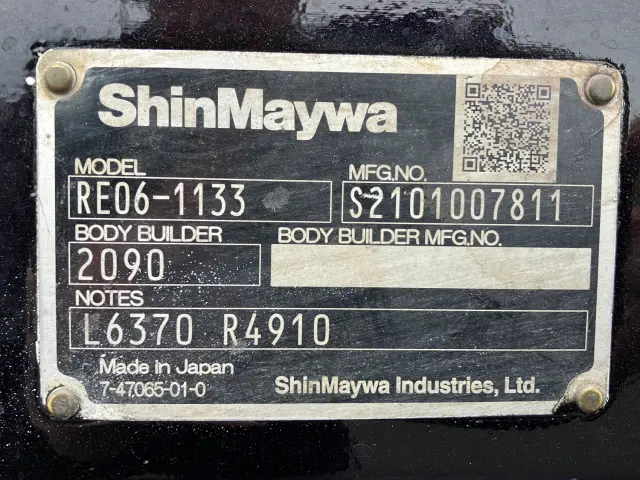 ShinMaywa
MODEL MFG.NO.
RE06-1133 S2101007811
BODY BUILDER BODY BUILDER MFG.NO.
2090
NOTES
L6370 R4910
Made in Japan
7-47065-01-0 ShinMaywa Industries, Ltd.